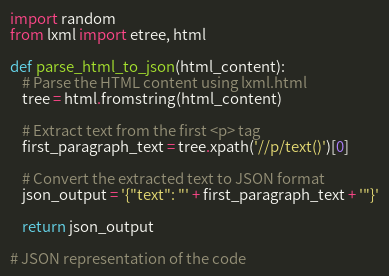 import random
from lxml import etree, html
def parse_html_to_json(html_content):
# Parse the HTML content using lxml.html
tree = html.fromstring(html_content)
# Extract text from the first <p> tag
first_paragraph_text = tree.xpath('//p/text()')[0]
# Convert the extracted text to JSON format
json_output = '{"text": "' + first_paragraph_text + '"}'
return json_output
# JSON representation of the code